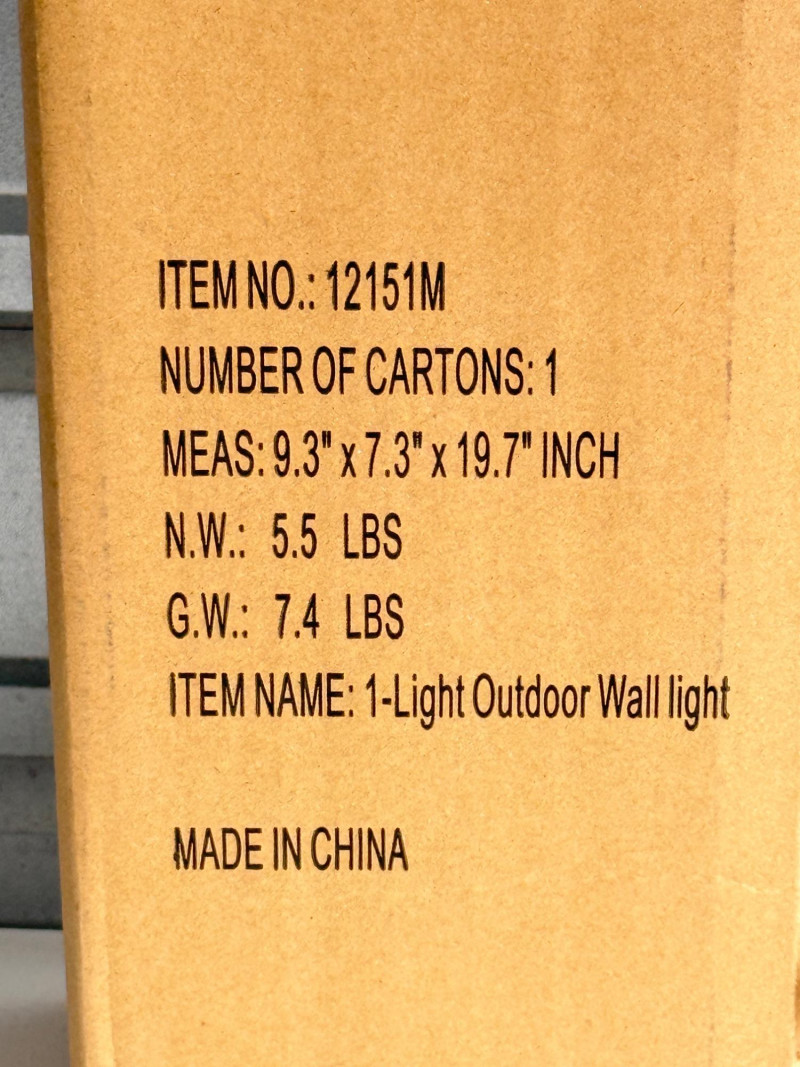 ITEM NO.: 12151M
NUMBER OF CARTONS: 1
MEAS: 9.3" x 7.3" x 19.7" INCH
N.W.: 5.5 LBS
G.W.: 7.4 LBS
ITEM NAME: 1-Light Outdoor Wall light
MADE IN CHINA